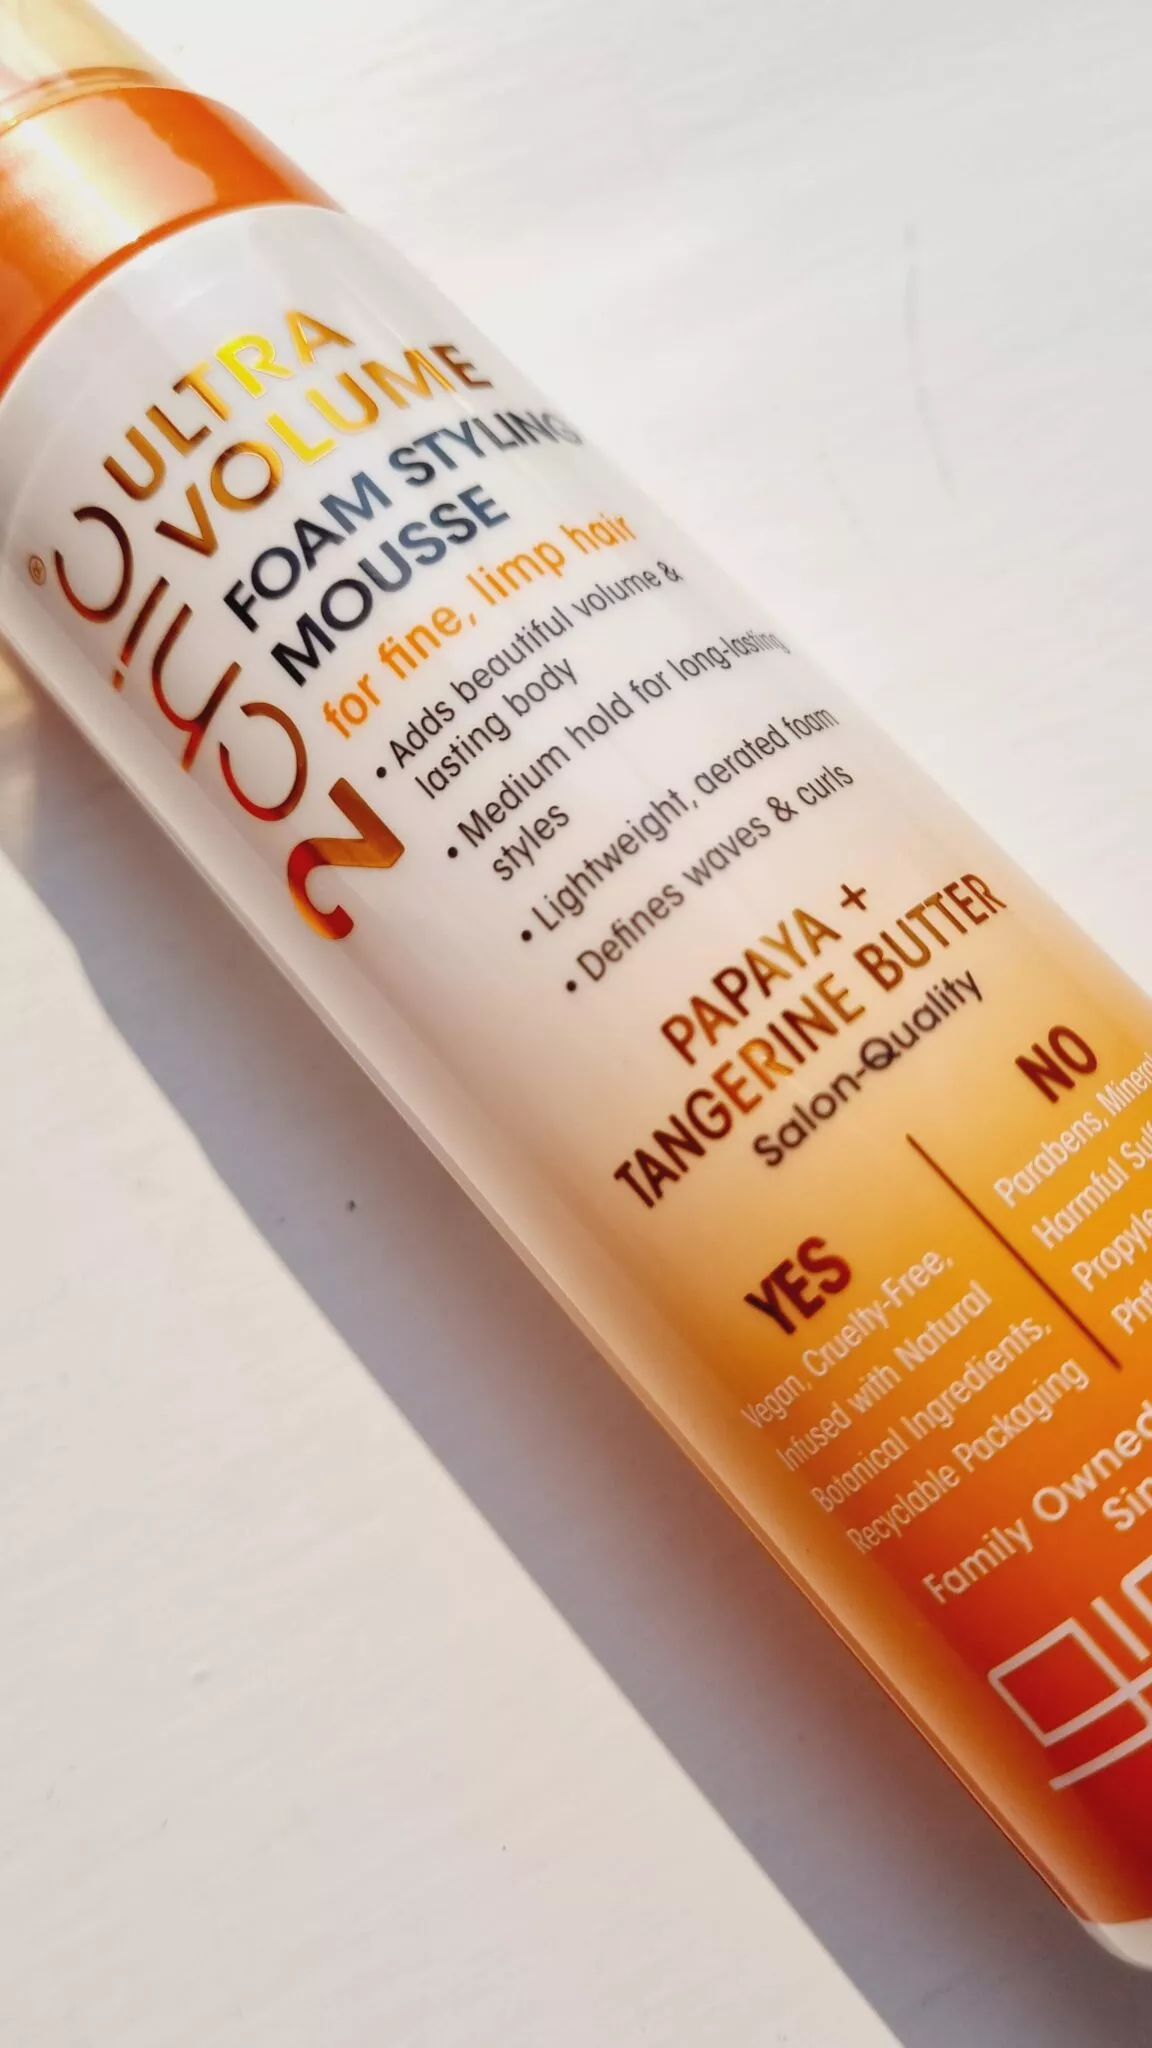 2chic®
ULTRA
VOLUME
FOAM STYLING
MOUSSE
for fine, limp hair
• Adds beautiful volume &
lasting body
• Medium hold for long-lasting
styles
• Lightweight, aerated foam
• Defines waves & curls
PAPAYA +
TANGERINE BUTTER
Salon-Quality
YES
Vegan, Cruelty-Free,
Infused with Natural
Botanical Ingredients,
Recyclable Packaging
NO
Parabens, Mineral
Harmful
Family Owned